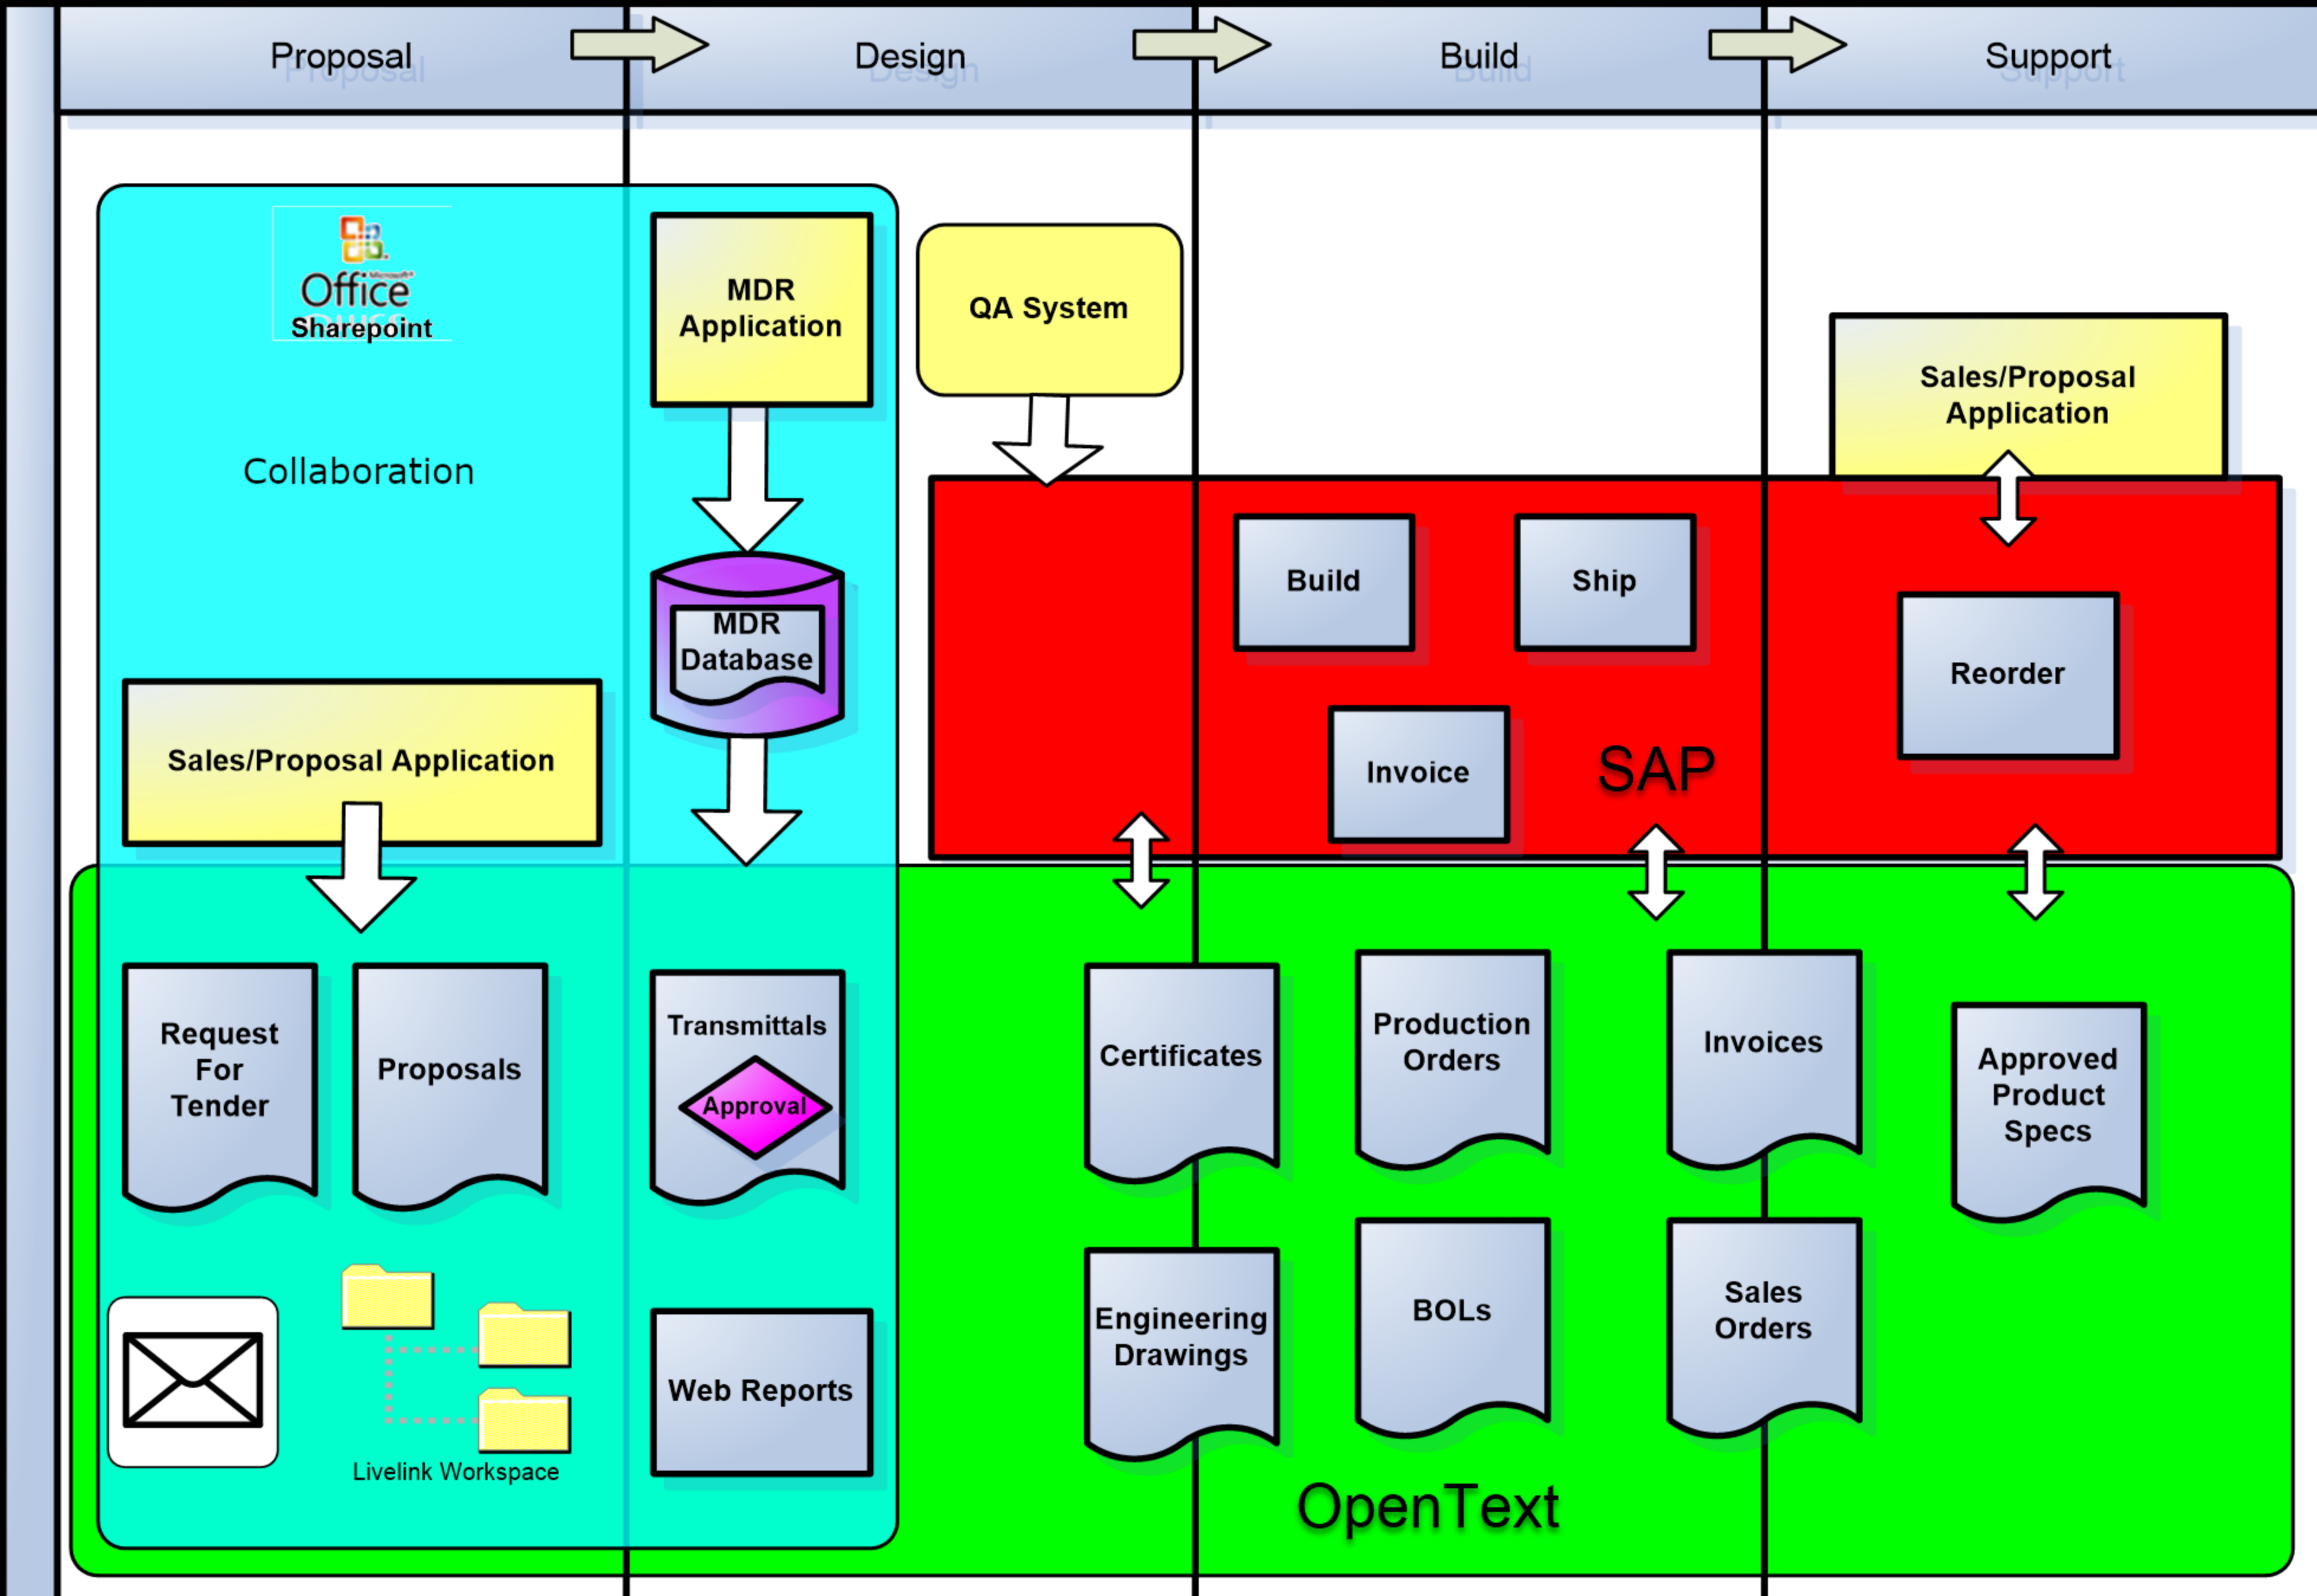 Proposal
Design
Build
Support
Microsoft
Office
Sharepoint
Collaboration
MDR
Application
QA System
Sales/Proposal
Application
MDR
Database
Build
Ship
Reorder
Invoice
SAP
Sales/Proposal Application
Request
For
Tender
Proposals
Transmittals
Approval
Certificates
Production
Orders
Invoices
Approved
Product
Specs
Livelink Workspace
Web Reports
Engineering
Drawings
BOLs
Sales
Orders
OpenText